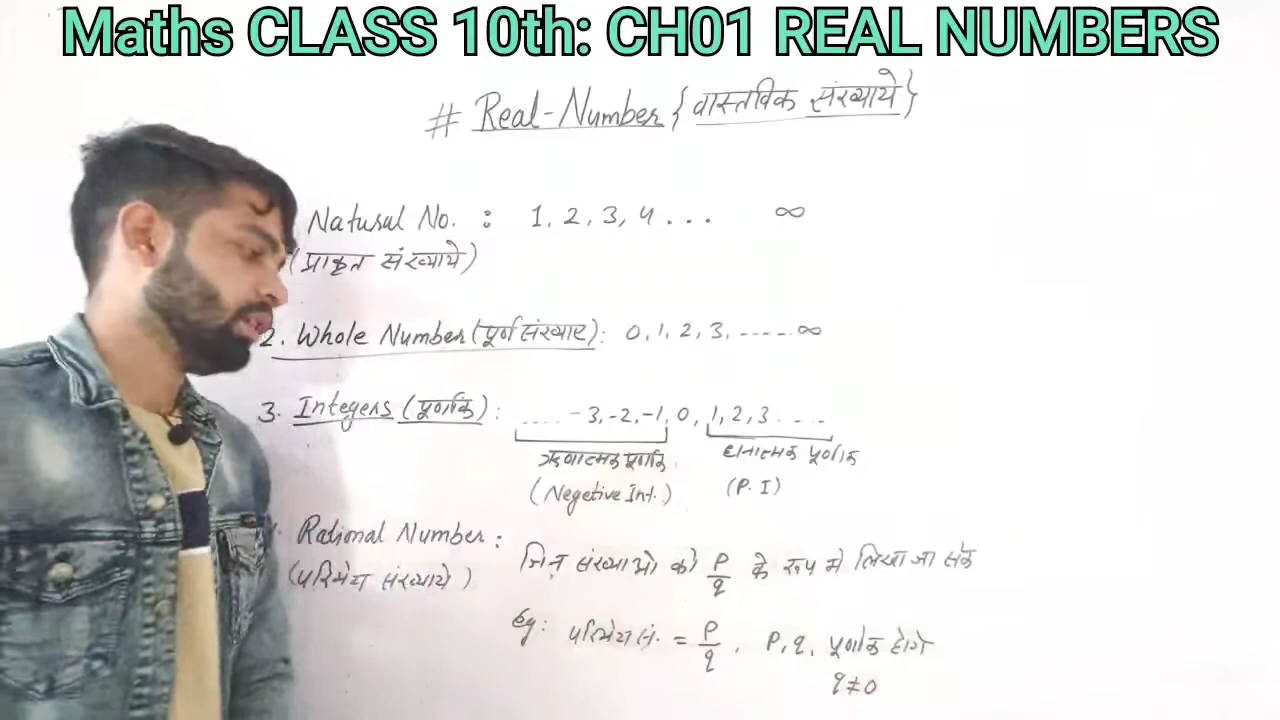 Maths CLASS 10th: CH01 REAL NUMBERS
# Real-Number {वास्तविक संख्याये}
Natural No. : 1, 2, 3, 4 . . . ∞
(प्राकृत संख्याये)
2. Whole Number (पूर्ण संख्याए): 0, 1, 2, 3, ..... ∞
3. Integers (पूर्णांक): .... -3, -2, -1, 0, 1, 2, 3 . ...
ऋणात्मक पूर्णांक धनात्मक पूर्णांक
(Negetive Int.) (P. I)
Rational Number:
(परिमेय संख्याये) जिन संख्याओ को P/q के रूप मे लिखा जा सके
eg: परिमेय सं. = P/q , P, q, पूर्णांक होंगे
q ≠ 0